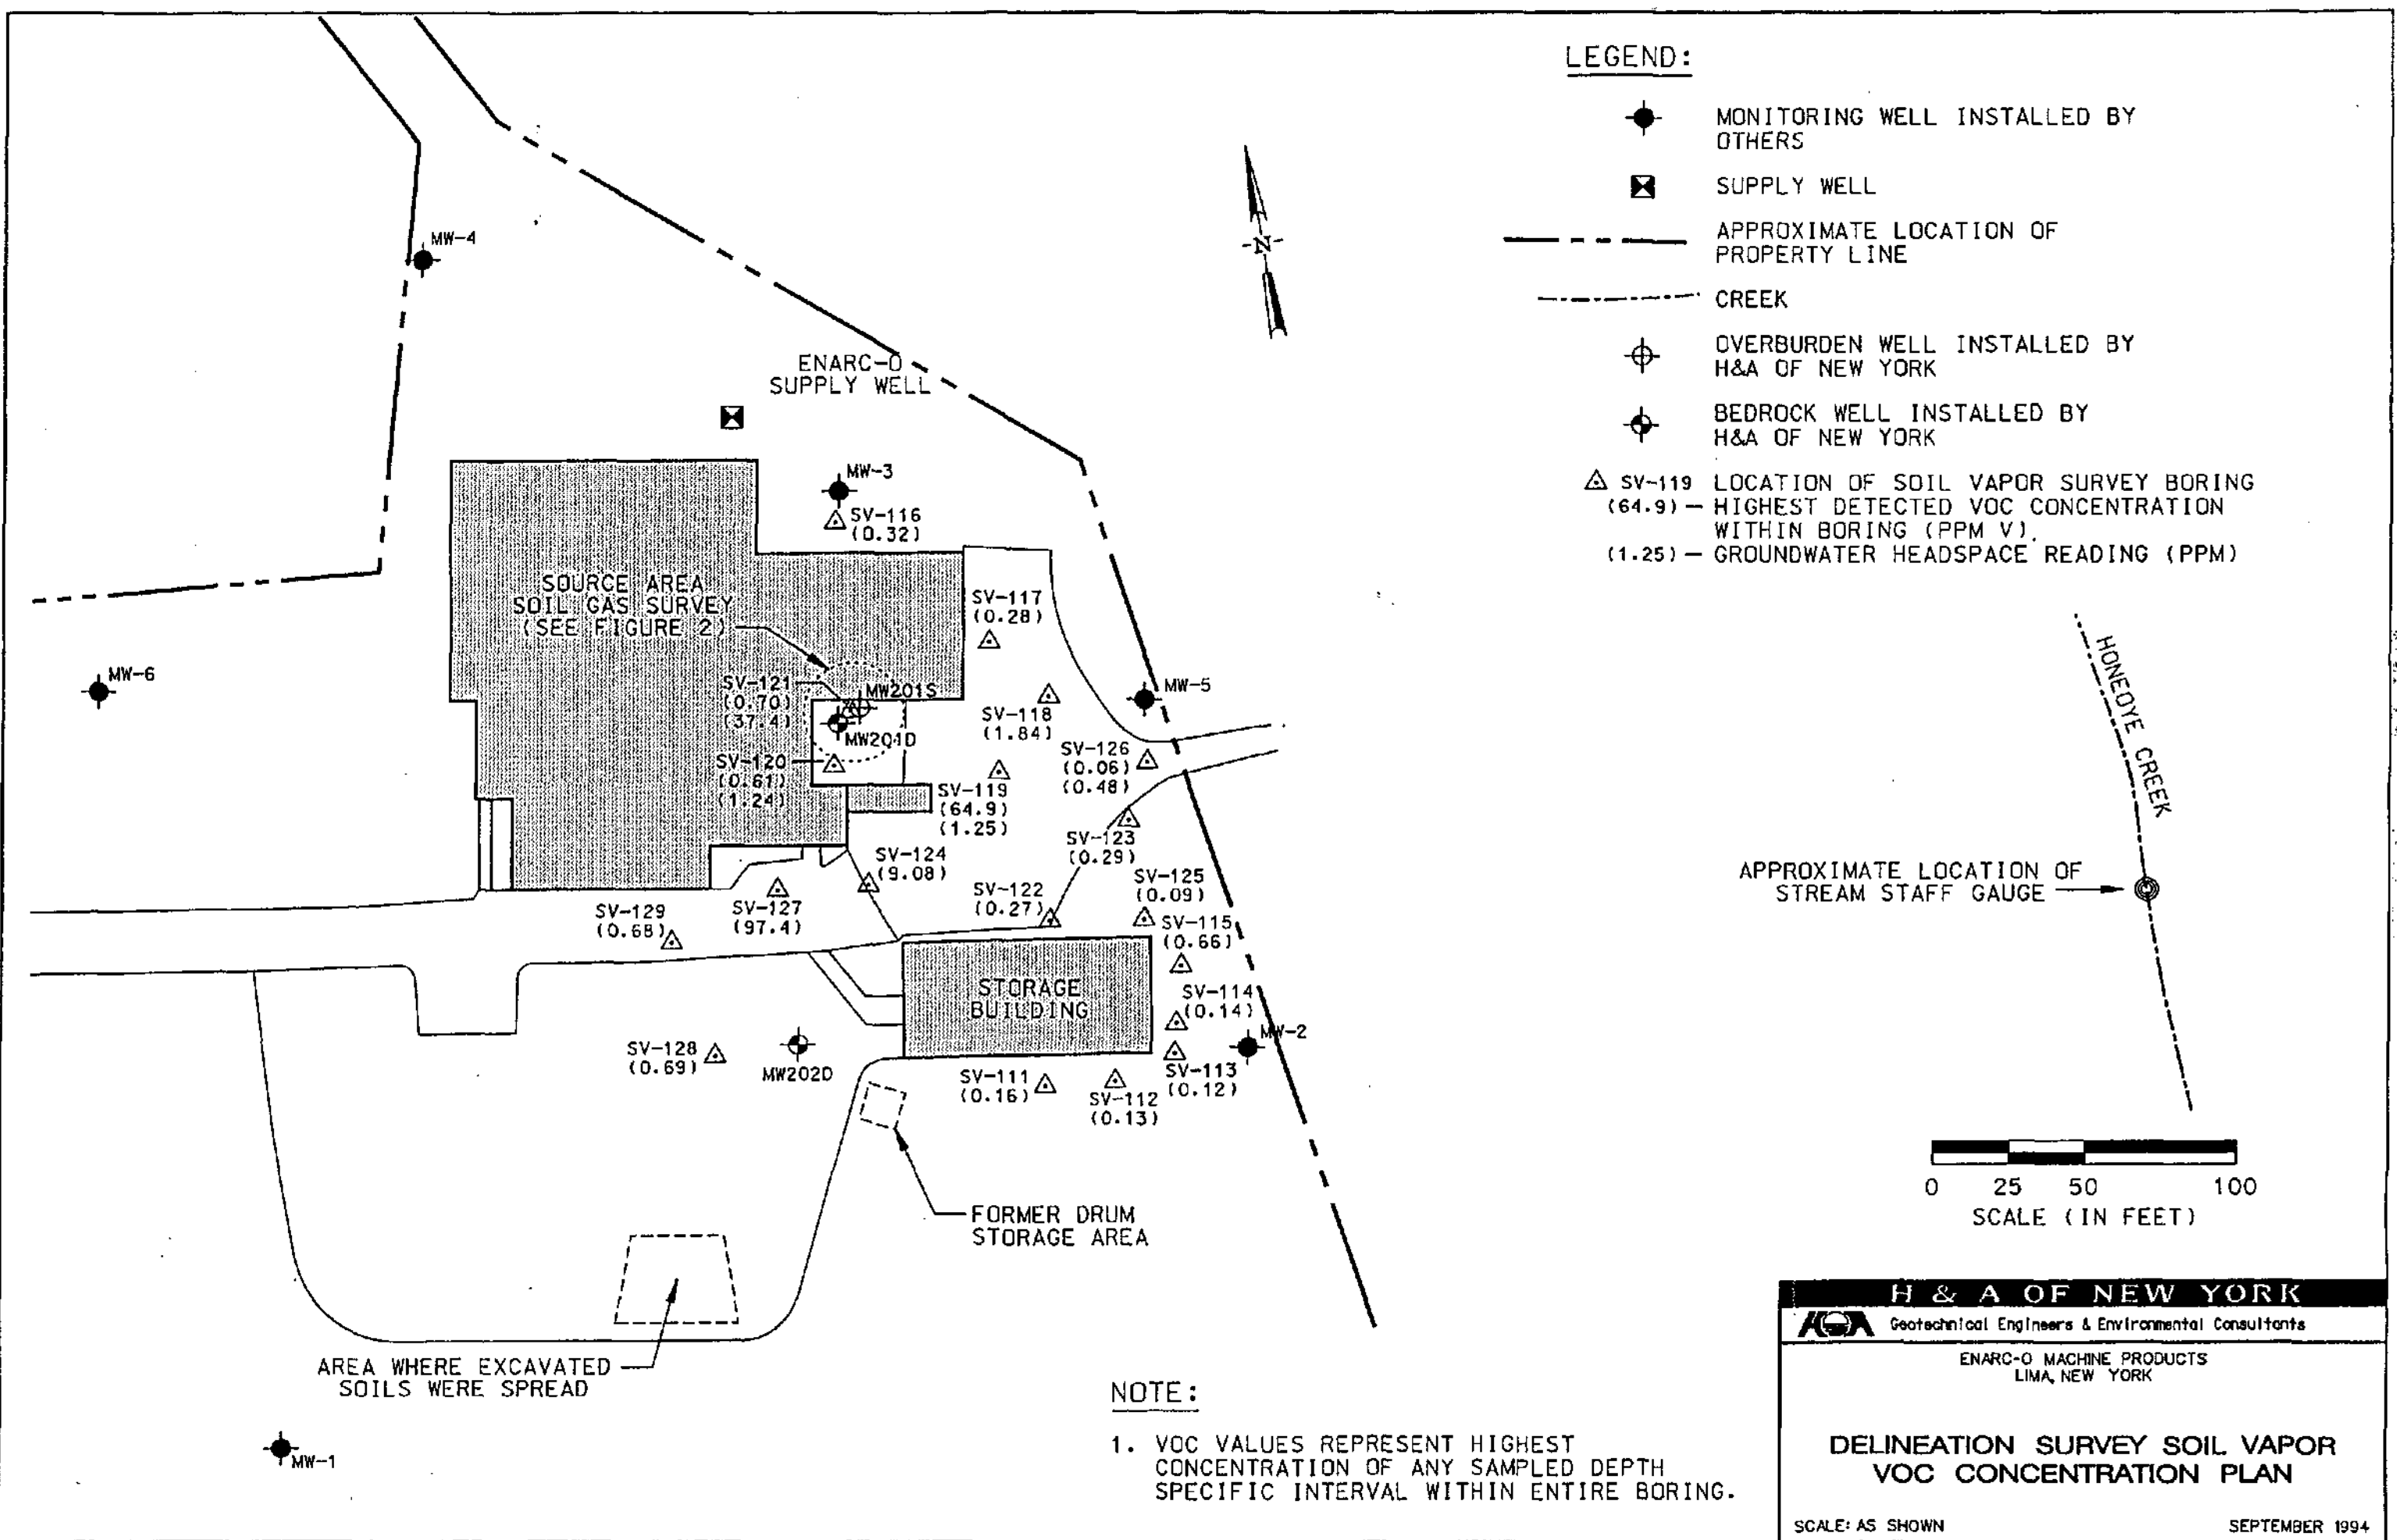 LEGEND:
MONITORING WELL INSTALLED BY
OTHERS
SUPPLY WELL
APPROXIMATE LOCATION OF
PROPERTY LINE
CREEK
OVERBURDEN WELL INSTALLED BY
H&A OF NEW YORK
BEDROCK WELL INSTALLED BY
H&A OF NEW YORK
SV-119 LOCATION OF SOIL VAPOR SURVEY BORING
(64.9) — HIGHEST DETECTED VOC CONCENTRATION
WITHIN BORING (PPM V).
(1.25) — GROUNDWATER HEADSPACE READING (PPM)
N
MW-4
ENARC-O
SUPPLY WELL
MW-3
SV-116
(0.32)
SOURCE AREA
SOIL GAS SURVEY
(SEE FIGURE 2)
SV-117
(0.28)
MW-6
SV-121
(0.70)
(37.4)
MW201S
MW201D
MW-5
SV-118
(1.84)
SV-126
(0.06)
(0.48)
SV-120
(0.61)
(1.24)
SV-119
(64.9)
(1.25)
SV-123
(0.29)
SV-124
(9.08)
SV-122
(0.27)
SV-125
(0.09)
SV-129
(0.68)
SV-127
(97.4)
SV-115
(0.66)
STORAGE
BUILDING
SV-114
(0.14)
MW-2
SV-128
(0.69)
MW202D
SV-111
(0.16)
SV-112
(0.13)
SV-113
(0.12)
FORMER DRUM
STORAGE AREA
AREA WHERE EXCAVATED
SOILS WERE SPREAD
MW-1
HONEOYE CREEK
APPROXIMATE LOCATION OF
STREAM STAFF GAUGE
0 25 50 100
SCALE (IN FEET)
NOTE:
1. VOC VALUES REPRESENT HIGHEST
CONCENTRATION OF ANY SAMPLED DEPTH
SPECIFIC INTERVAL WITHIN ENTIRE BORING.
H & A OF NEW YORK
Geotechnical Engineers & Environmental Consultants
ENARC-O MACHINE PRODUCTS
LIMA, NEW YORK
DELINEATION SURVEY SOIL VAPOR
VOC CONCENTRATION PLAN
SCALE: AS SHOWN
SEPTEMBER 1994